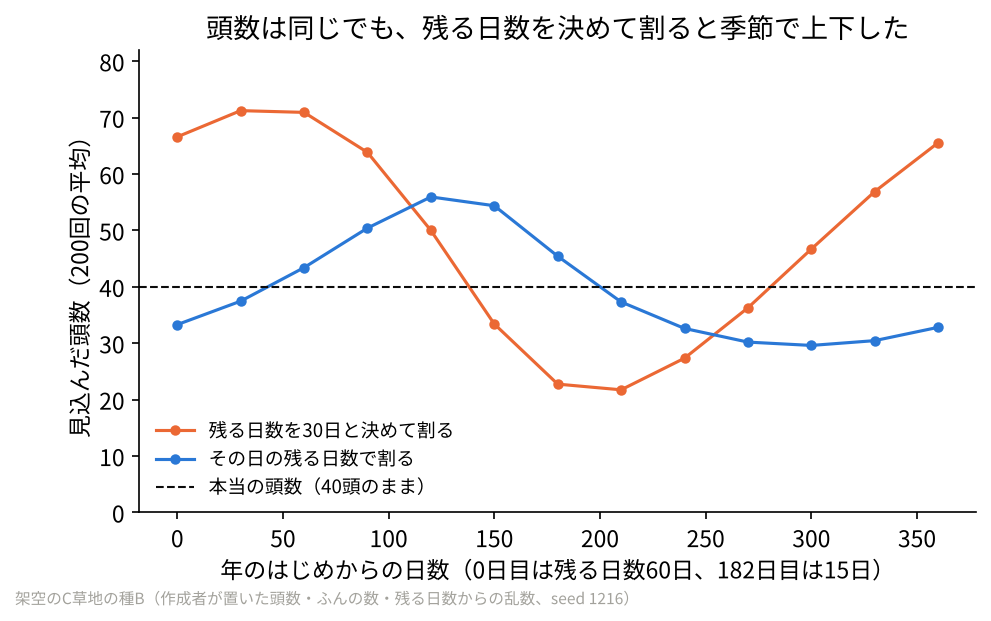 頭数は同じでも、残る日数を決めて割ると季節で上下した
見込んだ頭数（200回の平均）
80
70
60
50
40
30
20
10
0
残る日数を30日と決めて割る
その日の残る日数で割る
本当の頭数（40頭のまま）
0 50 100 150 200 250 300 350
年のはじめからの日数（0日目は残る日数60日、182日目は15日）
架空のC草地の種B（作成者が置いた頭数・ふんの数・残る日数からの乱数、seed 1216）